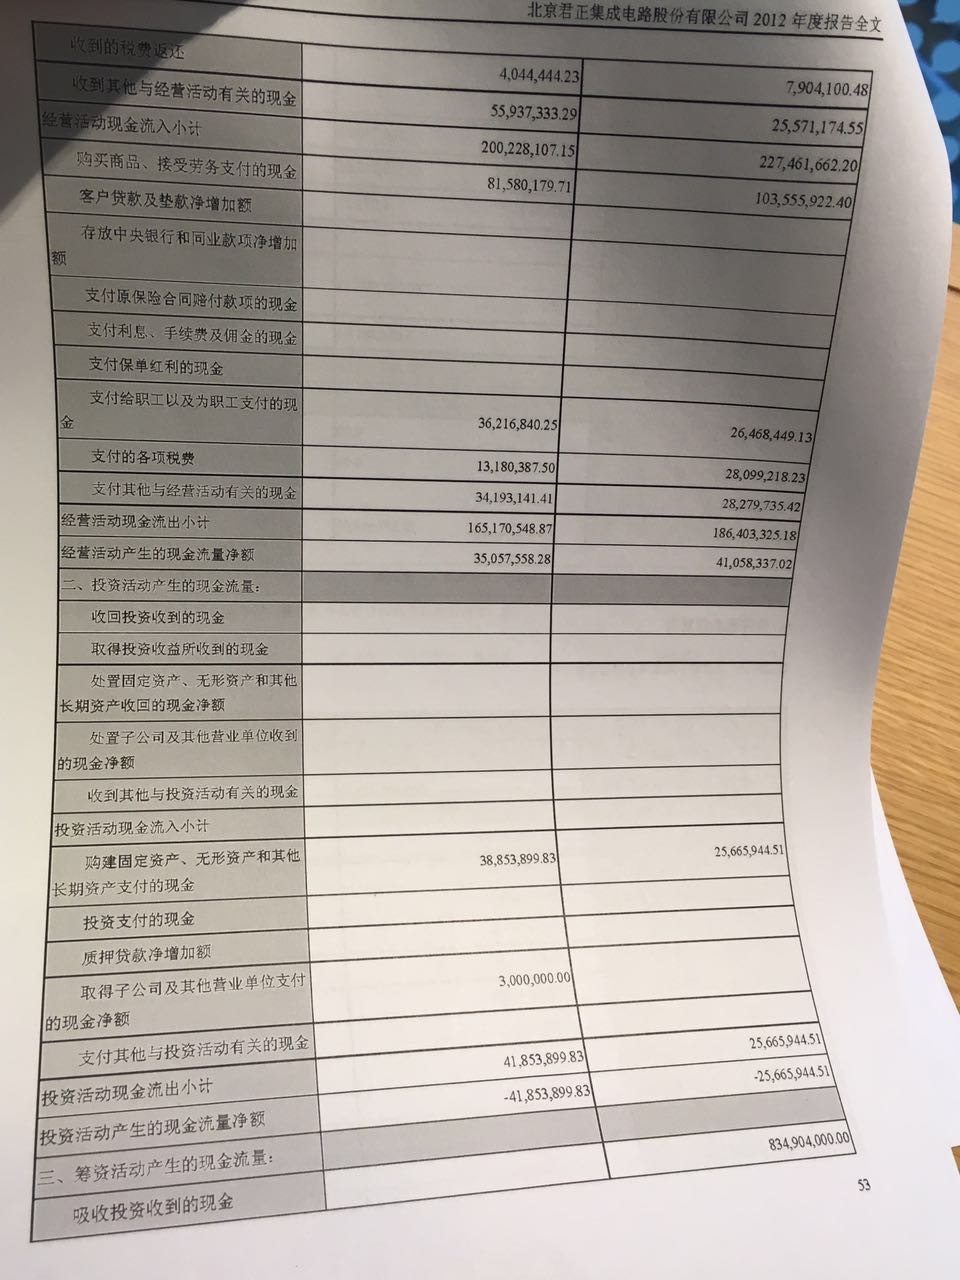 北京君正集成电路股份有限公司 2012 年度报告全文
收到的税费返还 4,044,444.23 7,904,100.48
收到其他与经营活动有关的现金 55,937,333.29 25,571,174.55
经营活动现金流入小计 200,228,107.15 227,461,662.20
购买商品、接受劳务支付的现金 81,580,179.71 103,555,922.40
客户贷款及垫款净增加额
存放中央银行和同业款项净增加
额
支付原保险合同赔付款项的现金
支付利息、手续费及佣金的现金
支付保单红利的现金
支付给职工以及为职工支付的现
金 36,216,840.25 26,468,449.13
支付的各项税费 13,180,387.50 28,099,218.23
支付其他与经营活动有关的现金 34,193,141.41 28,279,735.42
经营活动现金流出小计 165,170,548.87 186,403,325.18
经营活动产生的现金流量净额 35,057,558.28 41,058,337.02
二、投资活动产生的现金流量：
收回投资收到的现金
取得投资收益所收到的现金
处置固定资产、无形资产和其他
长期资产收回的现金净额
处置子公司及其他营业单位收到
的现金净额
收到其他与投资活动有关的现金
投资活动现金流入小计
购建固定资产、无形资产和其他
长期资产支付的现金 38,853,899.83 25,665,944.51
投资支付的现金
质押贷款净增加额
取得子公司及其他营业单位支付
的现金净额 3,000,000.00
支付其他与投资活动有关的现金
投资活动现金流出小计 41,853,899.83 25,665,944.51
投资活动产生的现金流量净额 -41,853,899.83 -25,665,944.51
三、筹资活动产生的现金流量：
吸收投资收到的现金 834,904,000.00
53